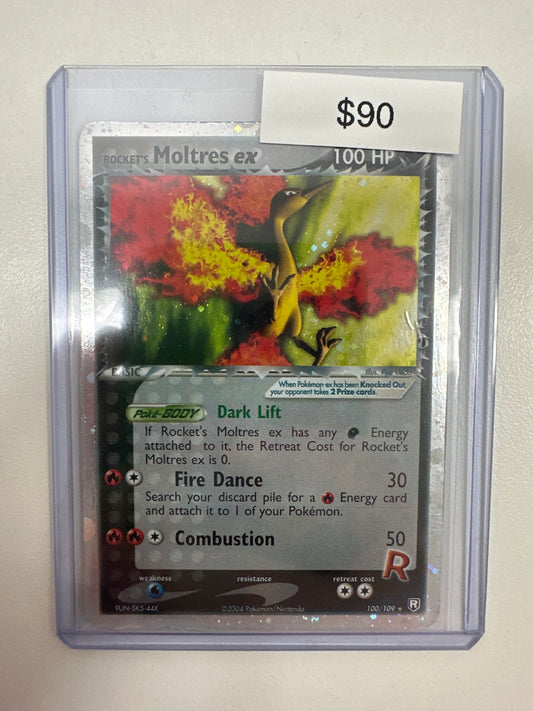 $90
ROCKET'S Moltres ex 100 HP
BASIC
Illus. Ryo Ueda
When Pokémon-ex has been Knocked Out,
your opponent takes 2 Prize cards.
Poké-BODY Dark Lift
If Rocket's Moltres ex has any Energy
attached to it, the Retreat Cost for Rocket's
Moltres ex is 0.
Fire Dance 30
Search your discard pile for a Energy card
and attach it to 1 of your Pokémon.
Combustion 50
R
weakness resistance retreat cost
9UN-5K5-44X ©2004 Pokémon/Nintendo 100/109 ★ R